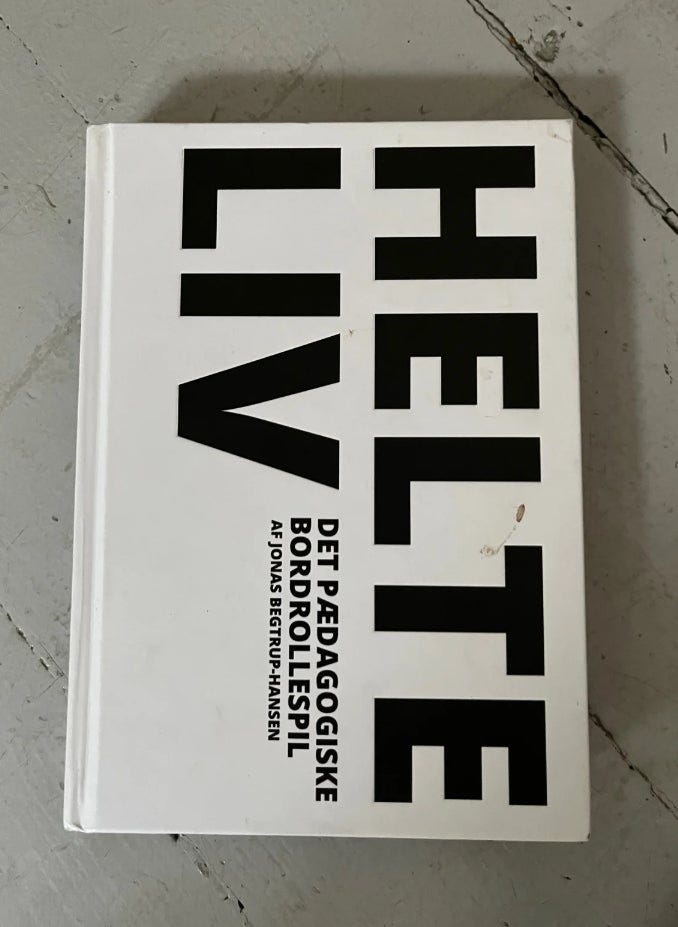 HELTE
LIV
DET PÆDAGOGISKE
BORDROLLESPIL
AF JONAS BEGTRUP-HANSEN